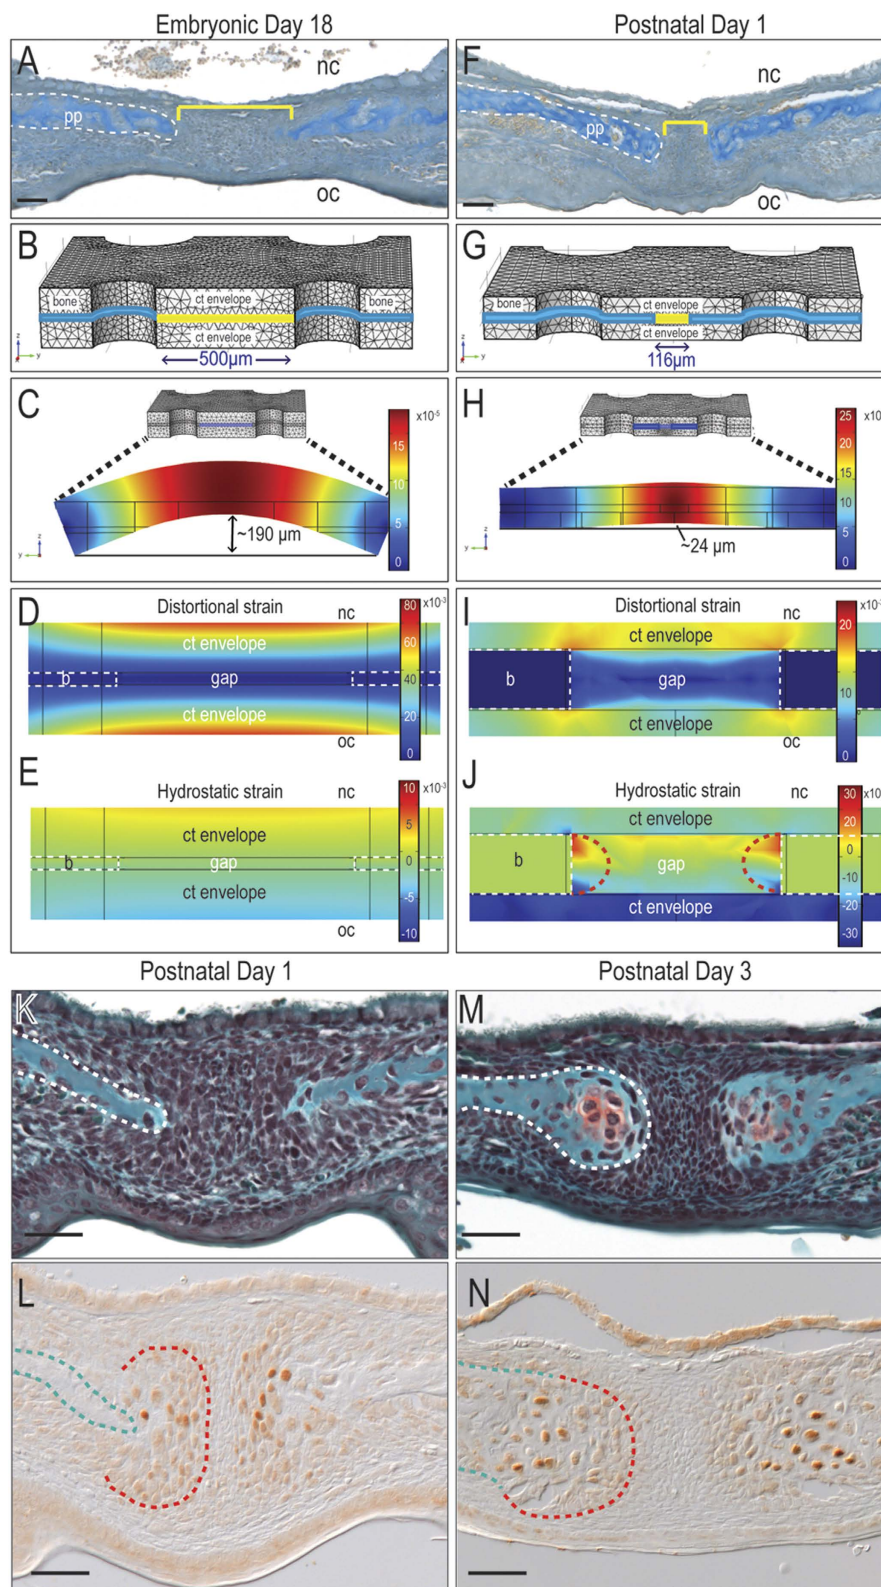 Embryonic Day 18
Postnatal Day 1
A
nc
pp
oc
F
nc
pp
oc
B
bone
ct envelope
bone
ct envelope
500µm
z
y
G
bone
ct envelope
bone
ct envelope
116µm
z
y
C
x10-5
15
10
5
0
~190 µm
z
y
H
25
x10
20
15
10
5
0
~24 µm
z
y
D
Distortional strain
nc
80
x10-3
60
40
20
0
ct envelope
b
gap
ct envelope
oc
I
Distortional strain
nc
x10-
20
10
0
ct envelope
b
gap
ct envelope
oc
E
Hydrostatic strain
nc
10
x10-3
5
0
-5
-10
ct envelope
b
gap
ct envelope
oc
J
Hydrostatic strain
nc
30
x10
20
0
-10
-20
-30
ct envelope
b
gap
ct envelope
Postnatal Day 1
Postnatal Day 3
K
M
L
N